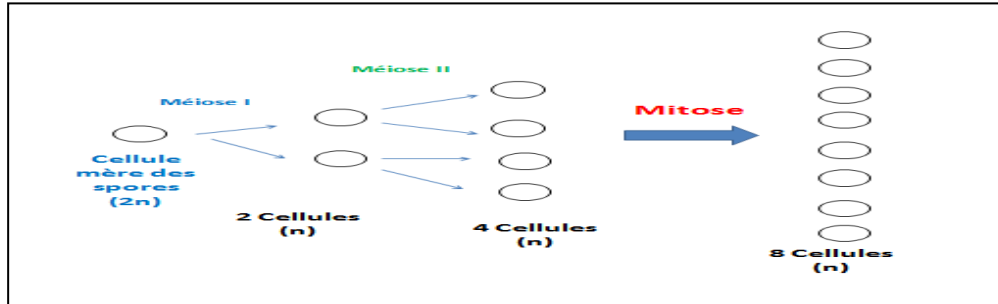 Méiose II
Méiose I
Mitose
Cellule
mère des
spores
(2n)
2 Cellules
(n)
4 Cellules
(n)
8 Cellules
(n)